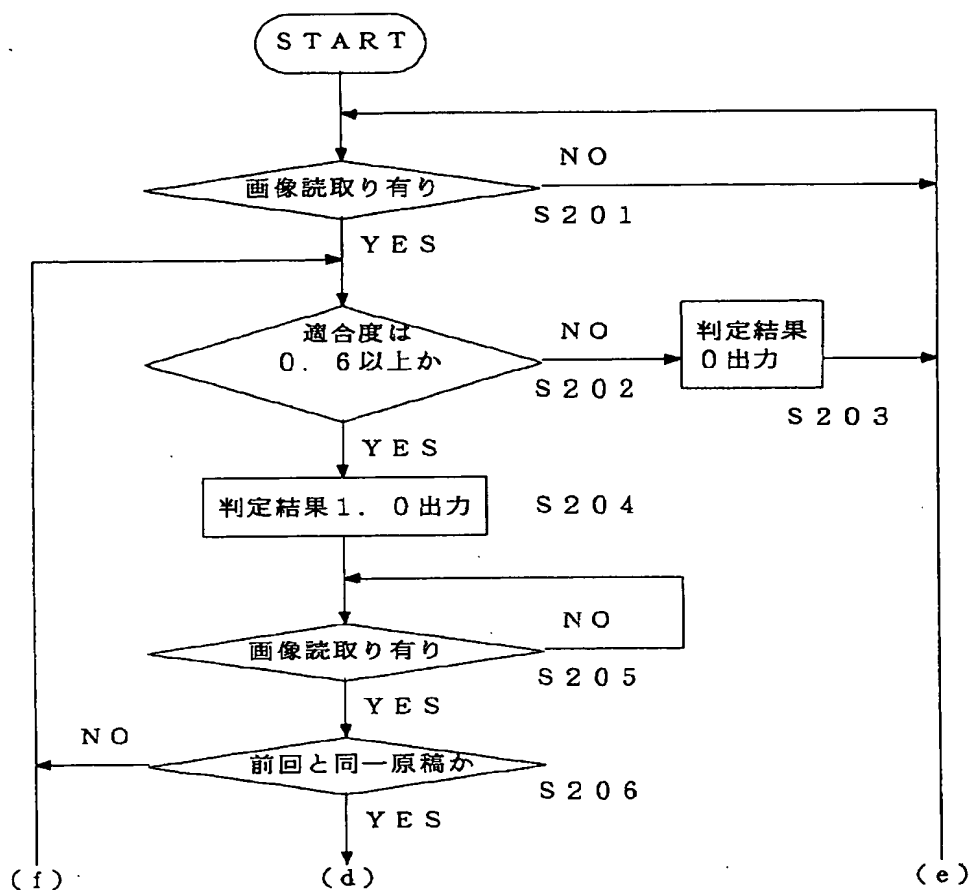 START
NO
画像読取り有り
S201
YES
適合度は
0.6以上か
NO
S202
判定結果
0出力
S203
YES
判定結果1.0出力
S204
NO
画像読取り有り
S205
YES
NO
前回と同一原稿か
S206
YES
(f)
(d)
(e)